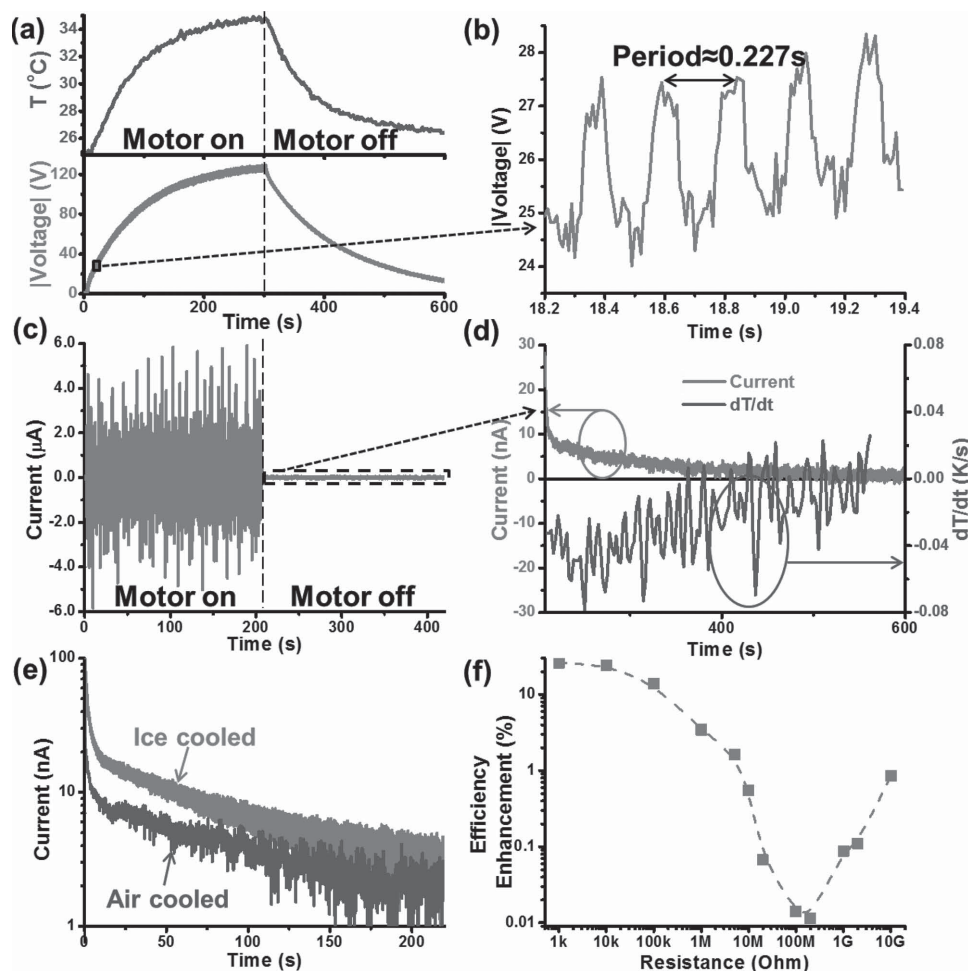 (a)
T (°C)
34
32
30
28
26
Motor on
Motor off
|Voltage| (V)
120
80
40
0
0
200
400
600
Time (s)
(b)
Period≈0.227s
|Voltage| (V)
28
27
26
25
24
18.2
18.4
18.6
18.8
19.0
19.2
19.4
Time (s)
(c)
Current (μA)
6.0
4.0
2.0
0.0
-2.0
-4.0
-6.0
Motor on
Motor off
0
100
200
300
400
Time (s)
(d)
Current (nA)
30
20
10
0
-10
-20
-30
Current
dT/dt
0.08
0.04
0.00
-0.04
-0.08
dT/dt (K/s)
400
600
Time (s)
(e)
Current (nA)
100
10
1
Ice cooled
Air cooled
0
50
100
150
200
Time (s)
(f)
Efficiency
Enhancement (%)
10
1
0.1
0.01
1k
10k
100k
1M
10M
100M
1G
10G
Resistance (Ohm)